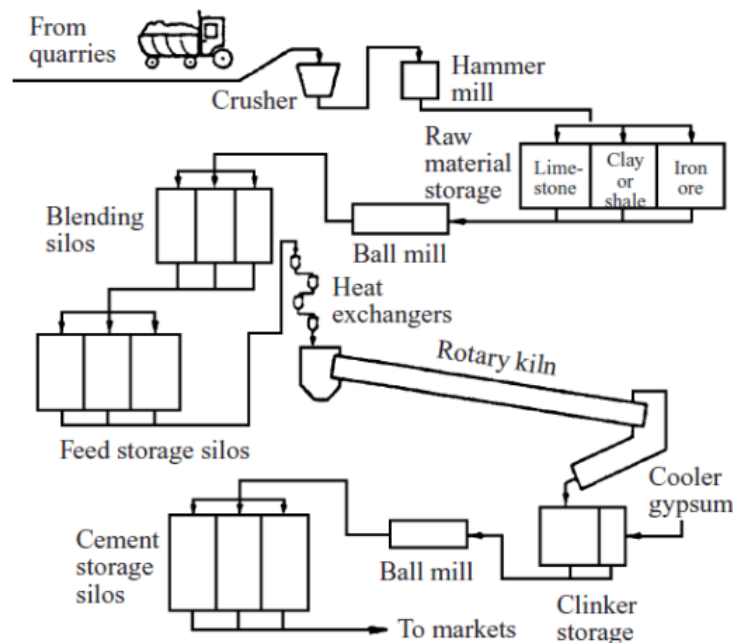 From
quarries
Crusher
Hammer
mill
Raw
material
storage
Lime-
stone
Clay
or
shale
Iron
ore
Blending
silos
Ball mill
Heat
exchangers
Rotary kiln
Feed storage silos
Cooler
gypsum
Cement
storage
silos
Ball mill
Clinker
storage
To markets